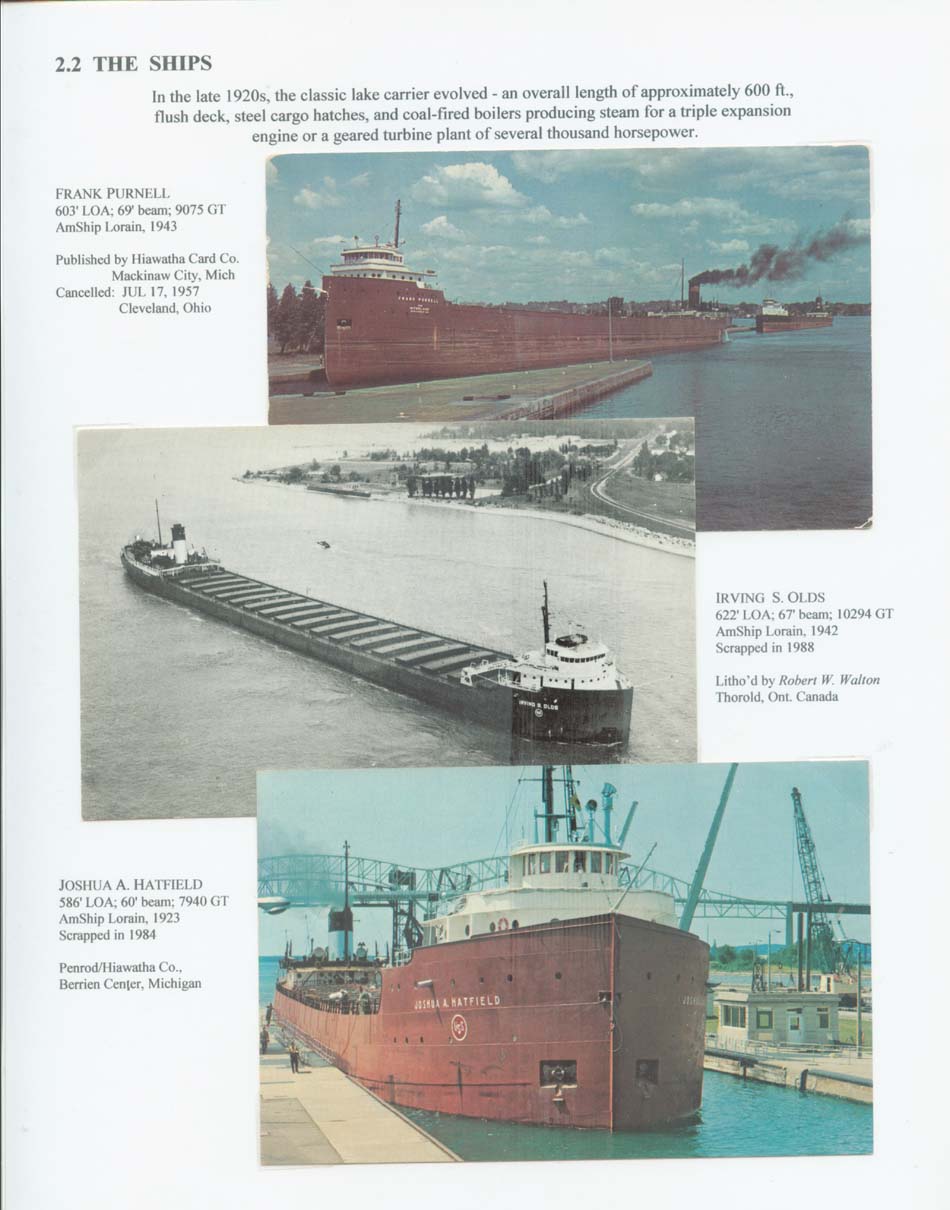 2.2 THE SHIPS
In the late 1920s, the classic lake carrier evolved - an overall length of approximately 600 ft.,
flush deck, steel cargo hatches, and coal-fired boilers producing steam for a triple expansion
engine or a geared turbine plant of several thousand horsepower.
FRANK PURNELL
603' LOA; 69' beam; 9075 GT
AmShip Lorain, 1943
Published by Hiawatha Card Co.
Mackinaw City, Mich
Cancelled: JUL 17, 1957
Cleveland, Ohio
FRANK PURNELL
IRVING S. OLDS
622' LOA; 67' beam; 10294 GT
AmShip Lorain, 1942
Scrapped in 1988
Litho'd by Robert W. Walton
Thorold, Ont. Canada
IRVING S. OLDS
JOSHUA A. HATFIELD
586' LOA; 60' beam; 7940 GT
AmShip Lorain, 1923
Scrapped in 1984
Penrod/Hiawatha Co.,
Berrien Center, Michigan
JOSHUA A. HATFIELD